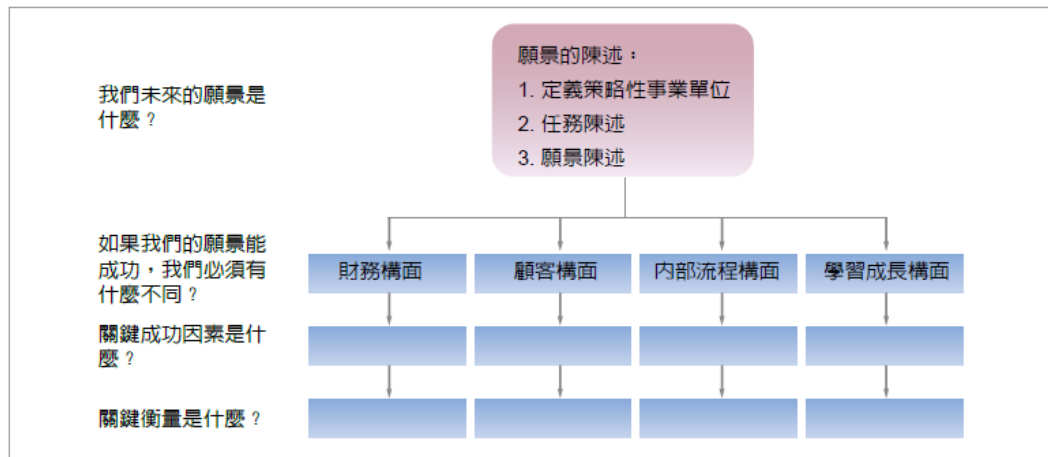 願景的陳述：
1. 定義策略性事業單位
2. 任務陳述
3. 願景陳述
我們未來的願景是
什麼？
如果我們的願景能
成功，我們必須有
什麼不同？
財務構面
顧客構面
內部流程構面
學習成長構面
關鍵成功因素是什
麼？
關鍵衡量是什麼？